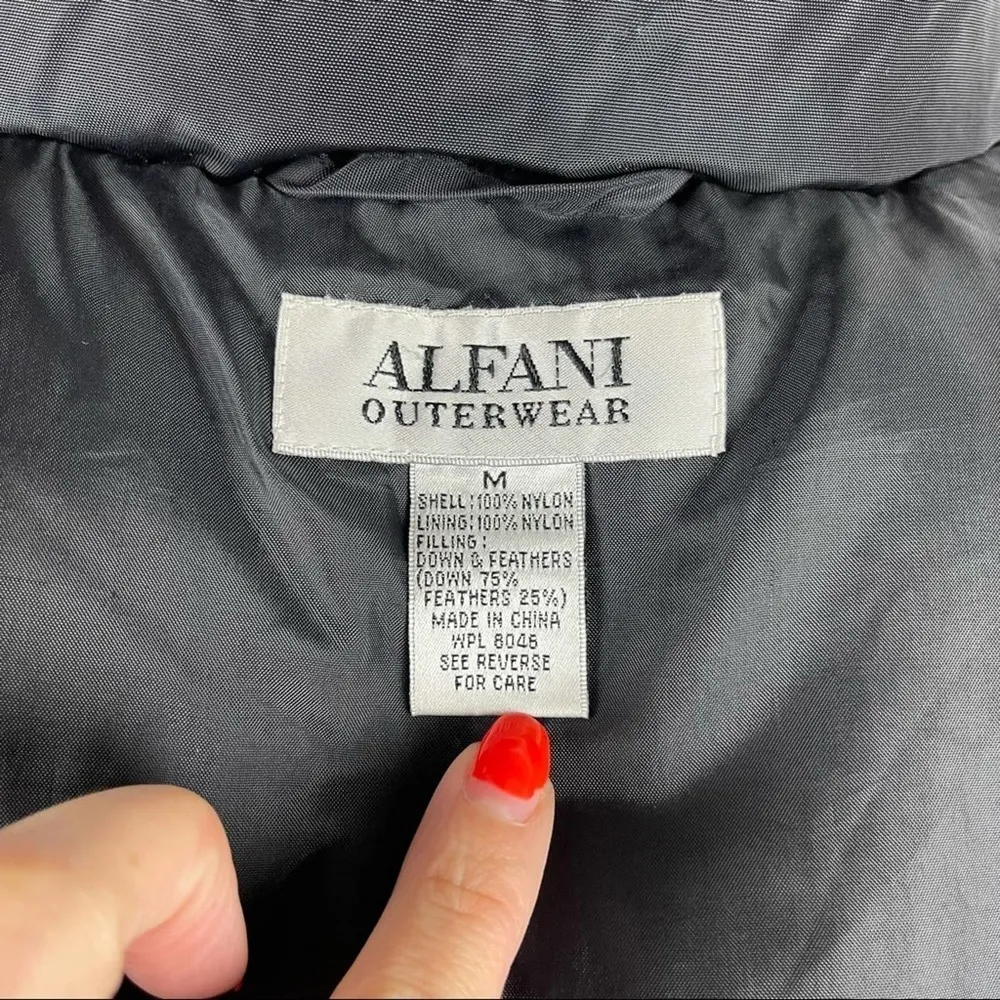 ALFANI
OUTERWEAR
M
SHELL:100% NYLON
LINING:100% NYLON
FILLING:
DOWN & FEATHERS
(DOWN 75%
FEATHERS 25%)
MADE IN CHINA
WPL 8046
SEE REVERSE
FOR CARE